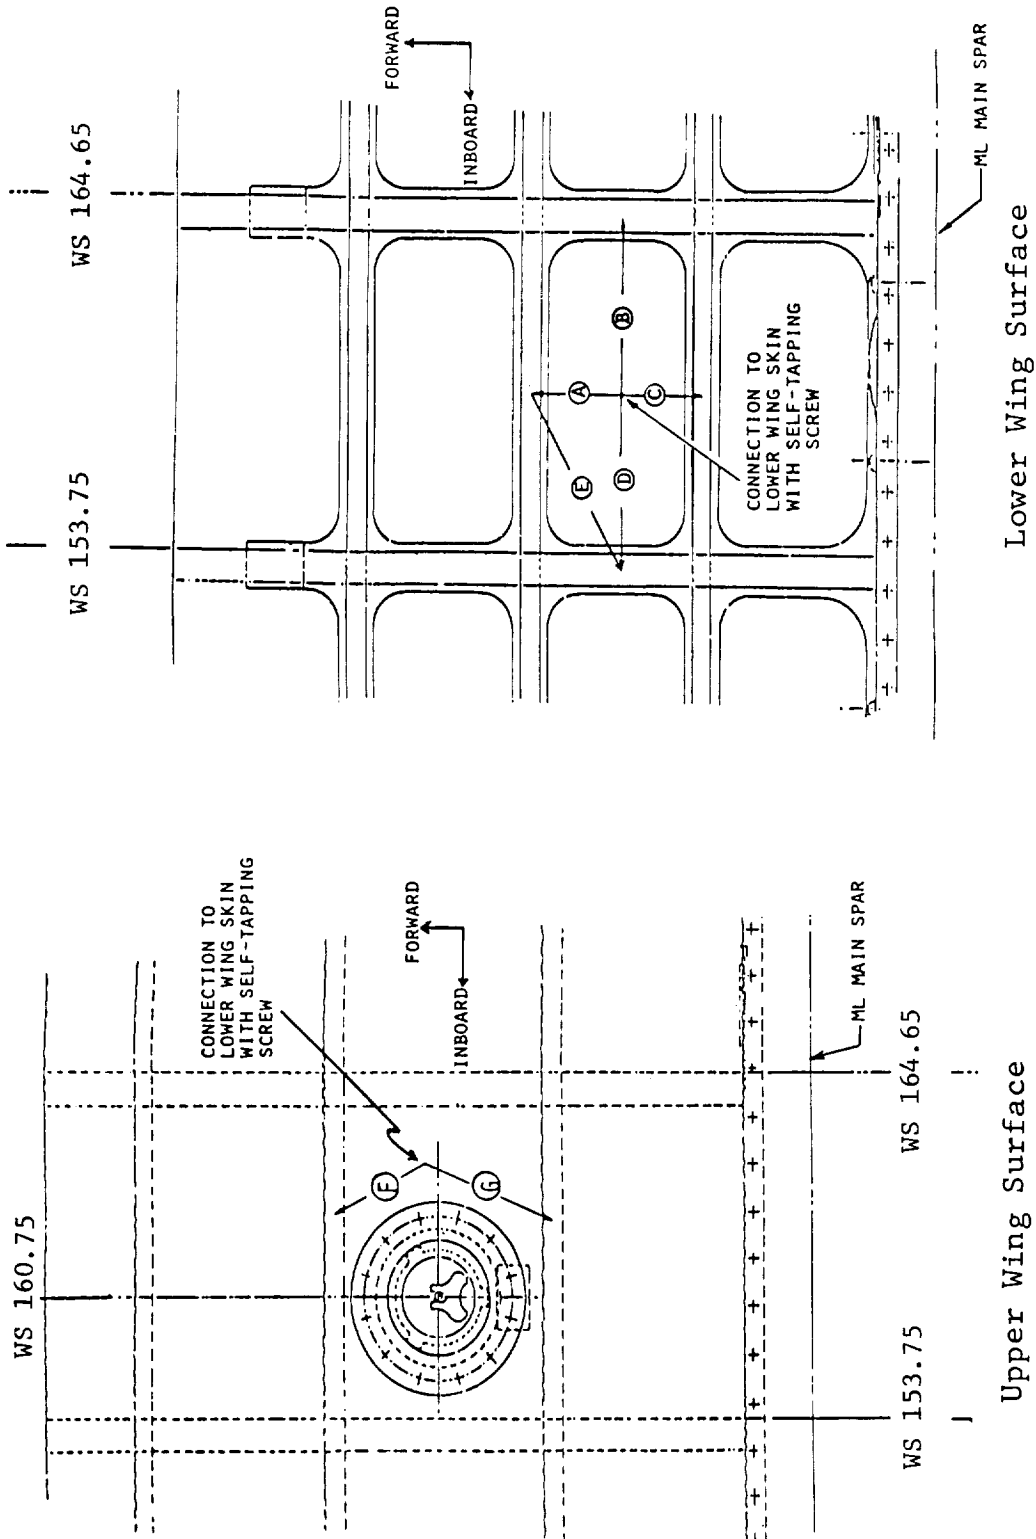 WS 160.75
CONNECTION TO
LOWER WING SKIN
WITH SELF-TAPPING
SCREW
FORWARD
INBOARD
F
G
ML MAIN SPAR
WS 153.75
WS 164.65
Upper Wing Surface
WS 153.75
WS 164.65
FORWARD
INBOARD
A
B
C
D
E
CONNECTION TO
LOWER WING SKIN
WITH SELF-TAPPING
SCREW
ML MAIN SPAR
Lower Wing Surface